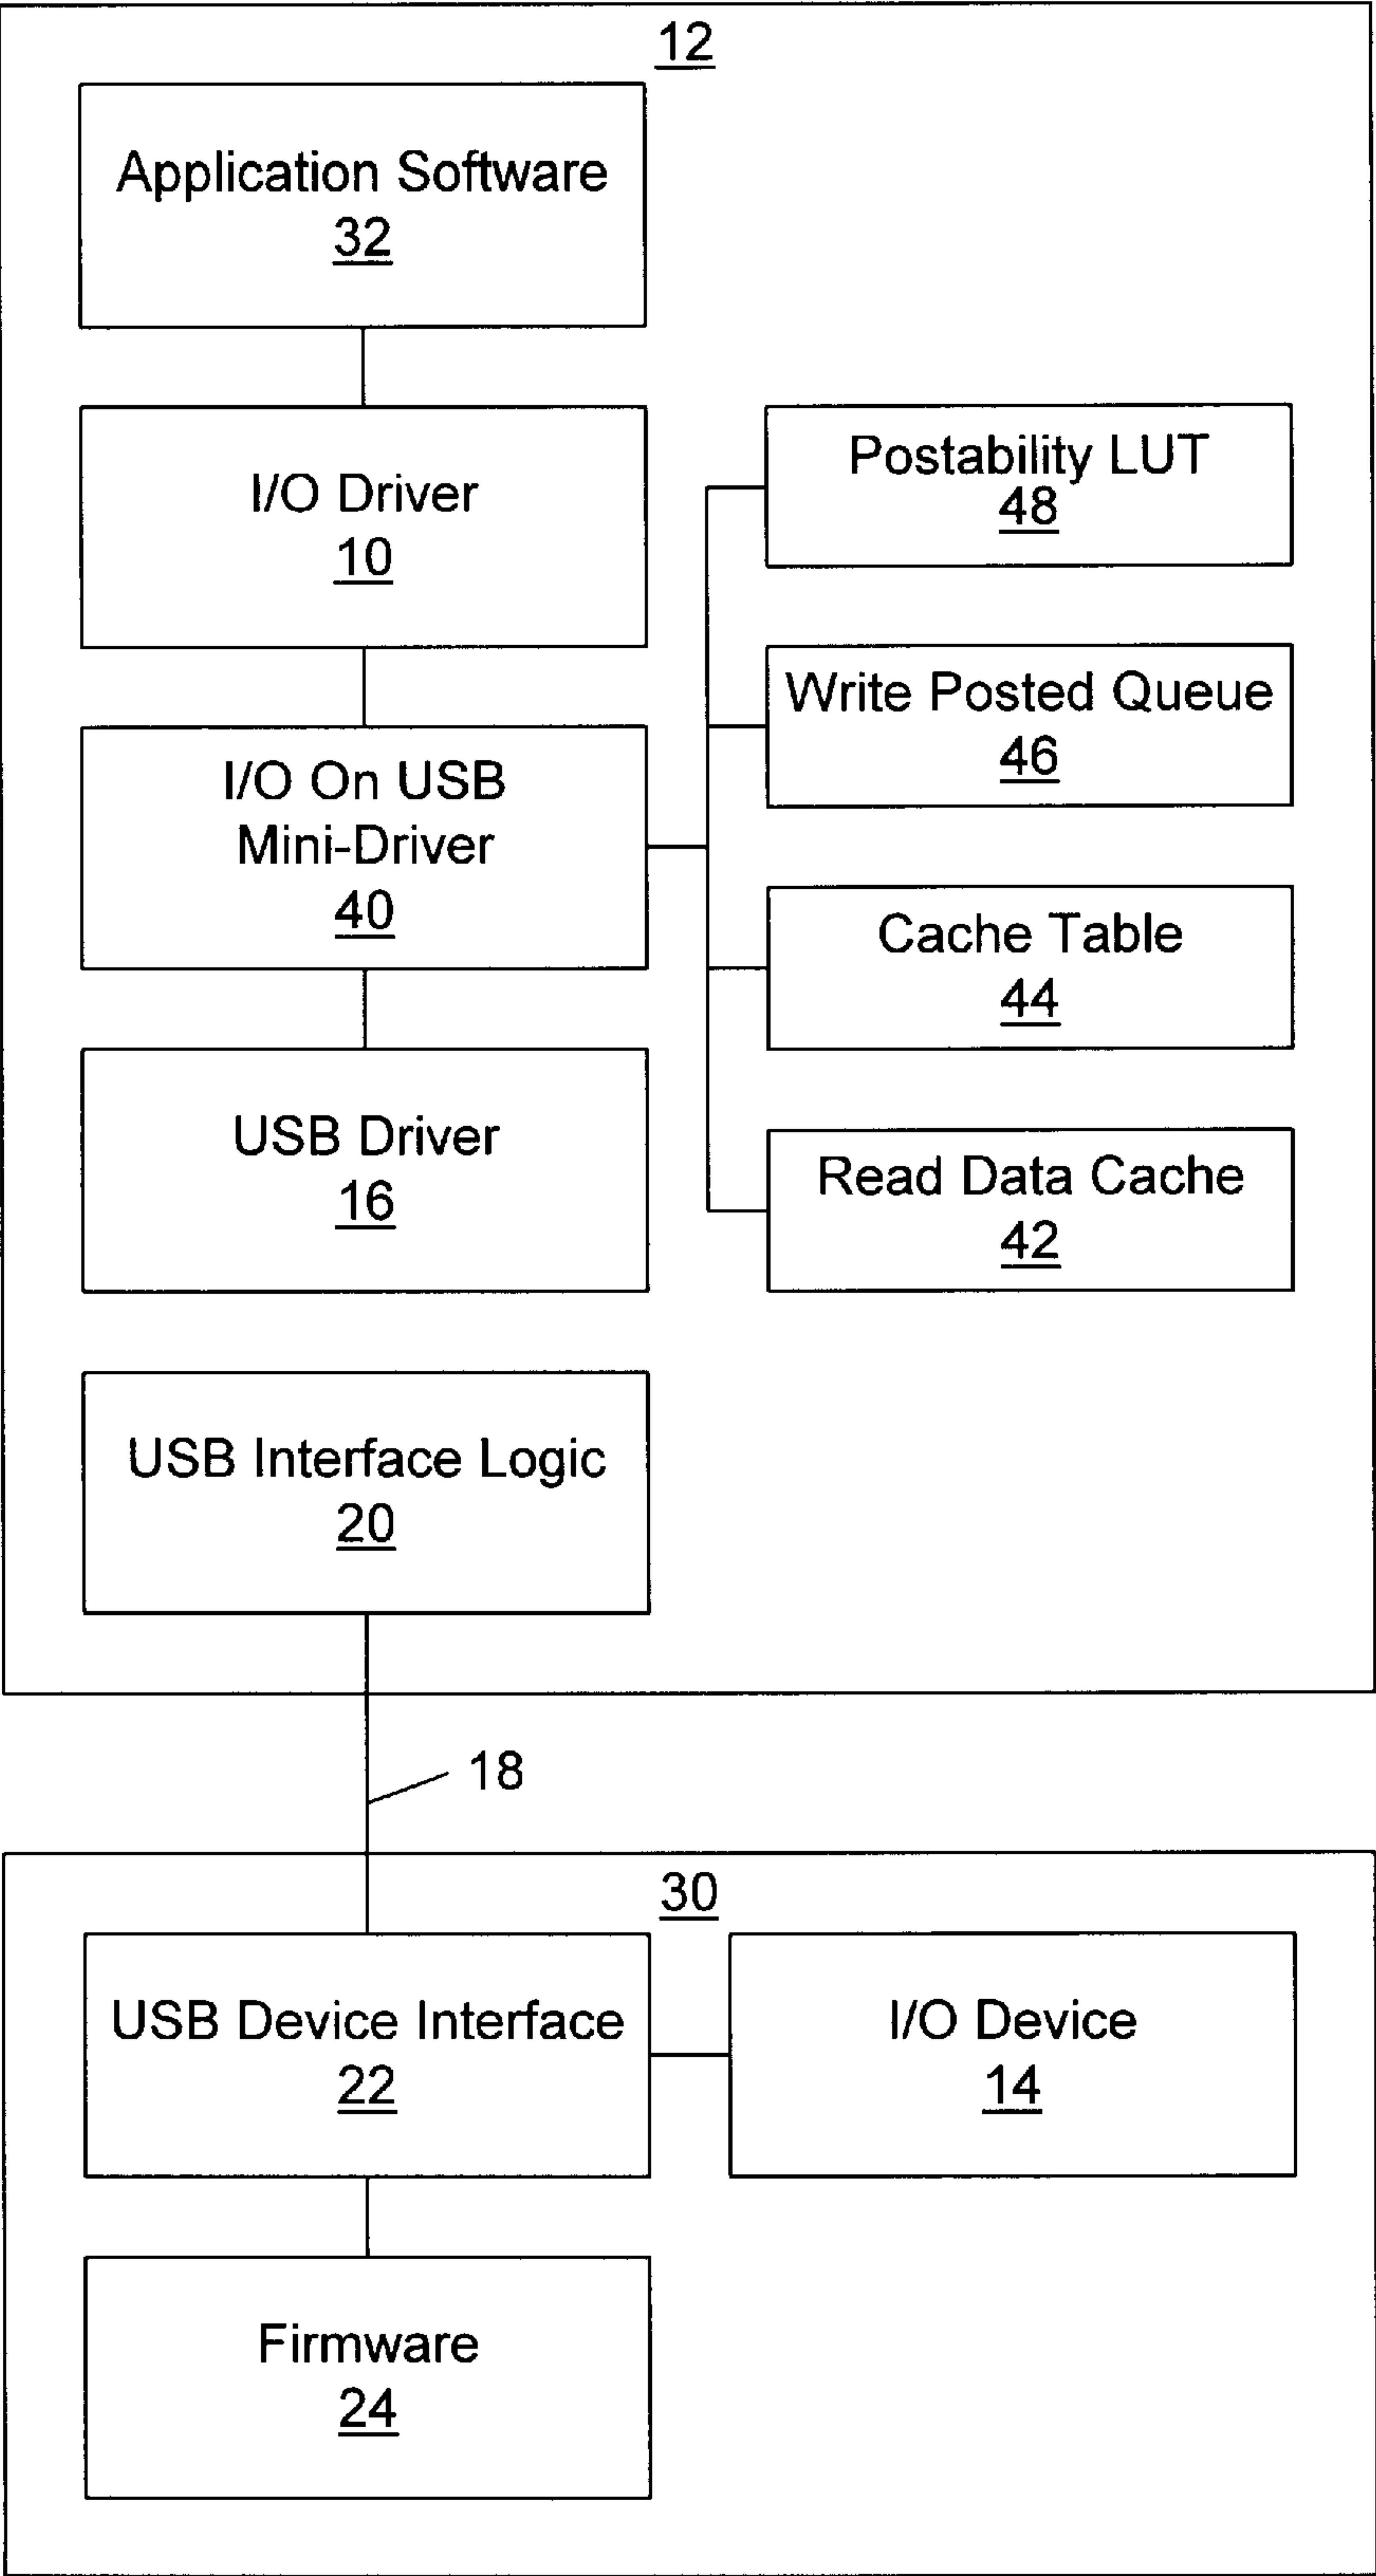 12
Application Software
32
I/O Driver
10
Postability LUT
48
Write Posted Queue
46
I/O On USB
Mini-Driver
40
Cache Table
44
USB Driver
16
Read Data Cache
42
USB Interface Logic
20
18
30
USB Device Interface
22
I/O Device
14
Firmware
24